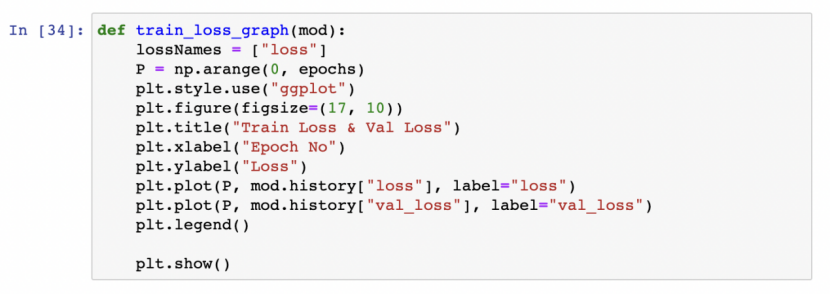 In [34]: def train_loss_graph(mod):
    lossNames = ["loss"]
    P = np.arange(0, epochs)
    plt.style.use("ggplot")
    plt.figure(figsize=(17, 10))
    plt.title("Train Loss & Val Loss")
    plt.xlabel("Epoch No")
    plt.ylabel("Loss")
    plt.plot(P, mod.history["loss"], label="loss")
    plt.plot(P, mod.history["val_loss"], label="val_loss")
    plt.legend()

    plt.show()